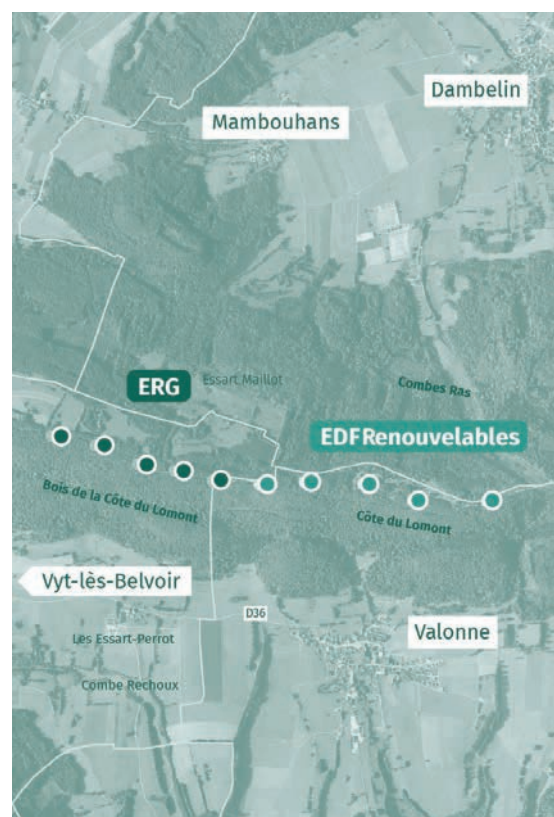 Dambelin
Mambouhans
ERG
Essart Maillot
Combes Ras
EDF Renouvelables
Bois de la Côte du Lomont
Côte du Lomont
Vyt-lès-Belvoir
D36
Les Essart-Perrot
Valonne
Combe Rechoux